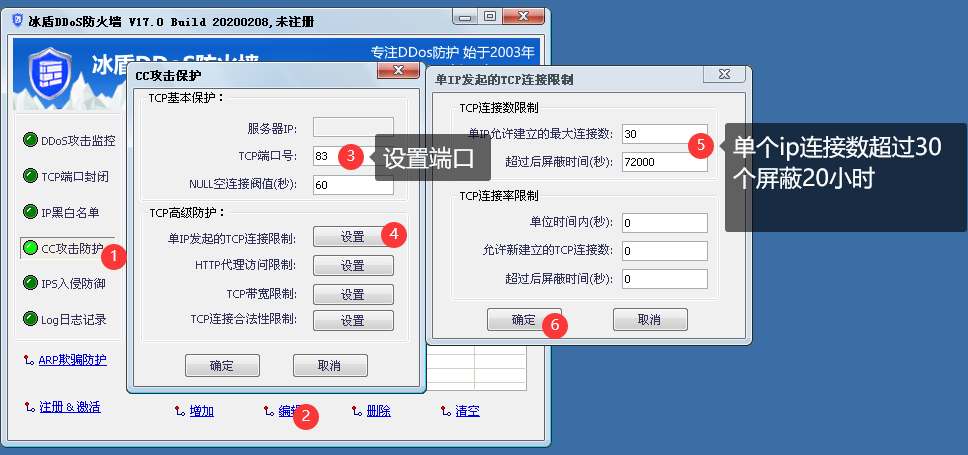 冰盾DDoS防火墙 V17.0 Build 20200208,未注册
冰盾DDoS防火墙
专注DDos防护 始于2003年
DDoS攻击监控
TCP端口封闭
IP黑白名单
CC攻击防护
1
IPS入侵防御
Log日志记录
ARP欺骗防护
注册&激活
增加
编辑
2
删除
清空
CC攻击保护
TCP基本保护:
服务器IP:
TCP端口号:
83
3
设置端口
NULL空连接阀值(秒):
60
TCP高级防护:
单IP发起的TCP连接限制:
设置
4
HTTP代理访问限制:
设置
TCP带宽限制:
设置
TCP连接合法性限制:
设置
确定
取消
单IP发起的TCP连接限制
TCP连接数限制
单IP允许建立的最大连接数:
30
5
超过后屏蔽时间(秒):
72000
单个ip连接数超过30
个屏蔽20小时
TCP连接率限制
单位时间内(秒):
0
允许新建立的TCP连接数:
0
超过后屏蔽时间(秒):
0
确定
6
取消